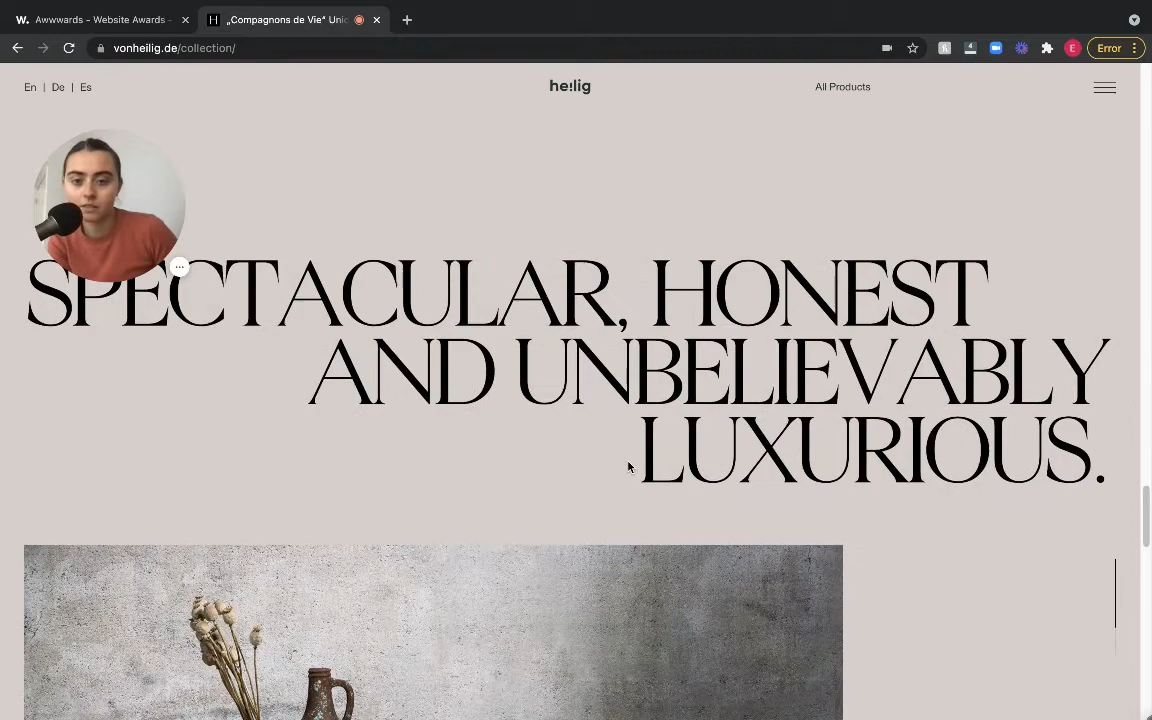 W. Awwwards - Website Awards -
H „Compagnons de Vie“ Unic
vonheilig.de/collection/
4
E
Error
En | De | Es
he!lig
All Products
SPECTACULAR, HONEST
AND UNBELIEVABLY
LUXURIOUS.